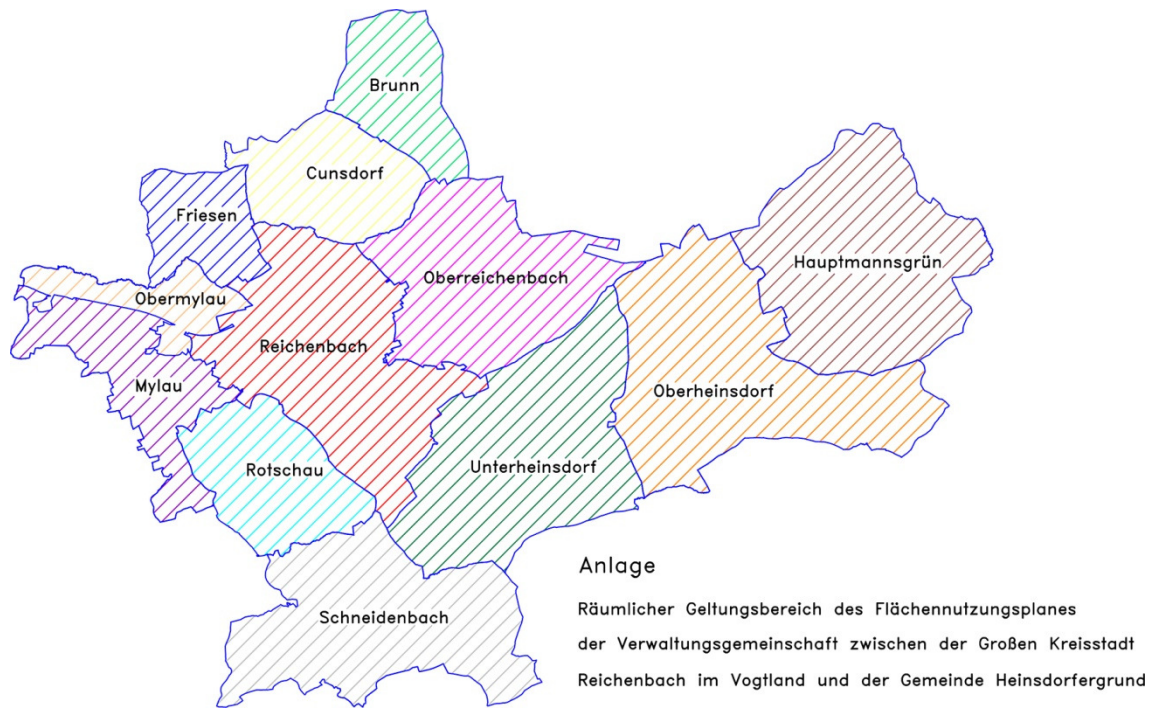 Brunn
Cunsdorf
Friesen
Hauptmannsgrün
Oberreichenbach
Obermylau
Reichenbach
Mylau
Oberheinsdorf
Rotschau
Unterheinsdorf
Schneidenbach
Anlage
Räumlicher Geltungsbereich des Flächennutzungsplanes
der Verwaltungsgemeinschaft zwischen der Großen Kreisstadt
Reichenbach im Vogtland und der Gemeinde Heinsdorfergrund